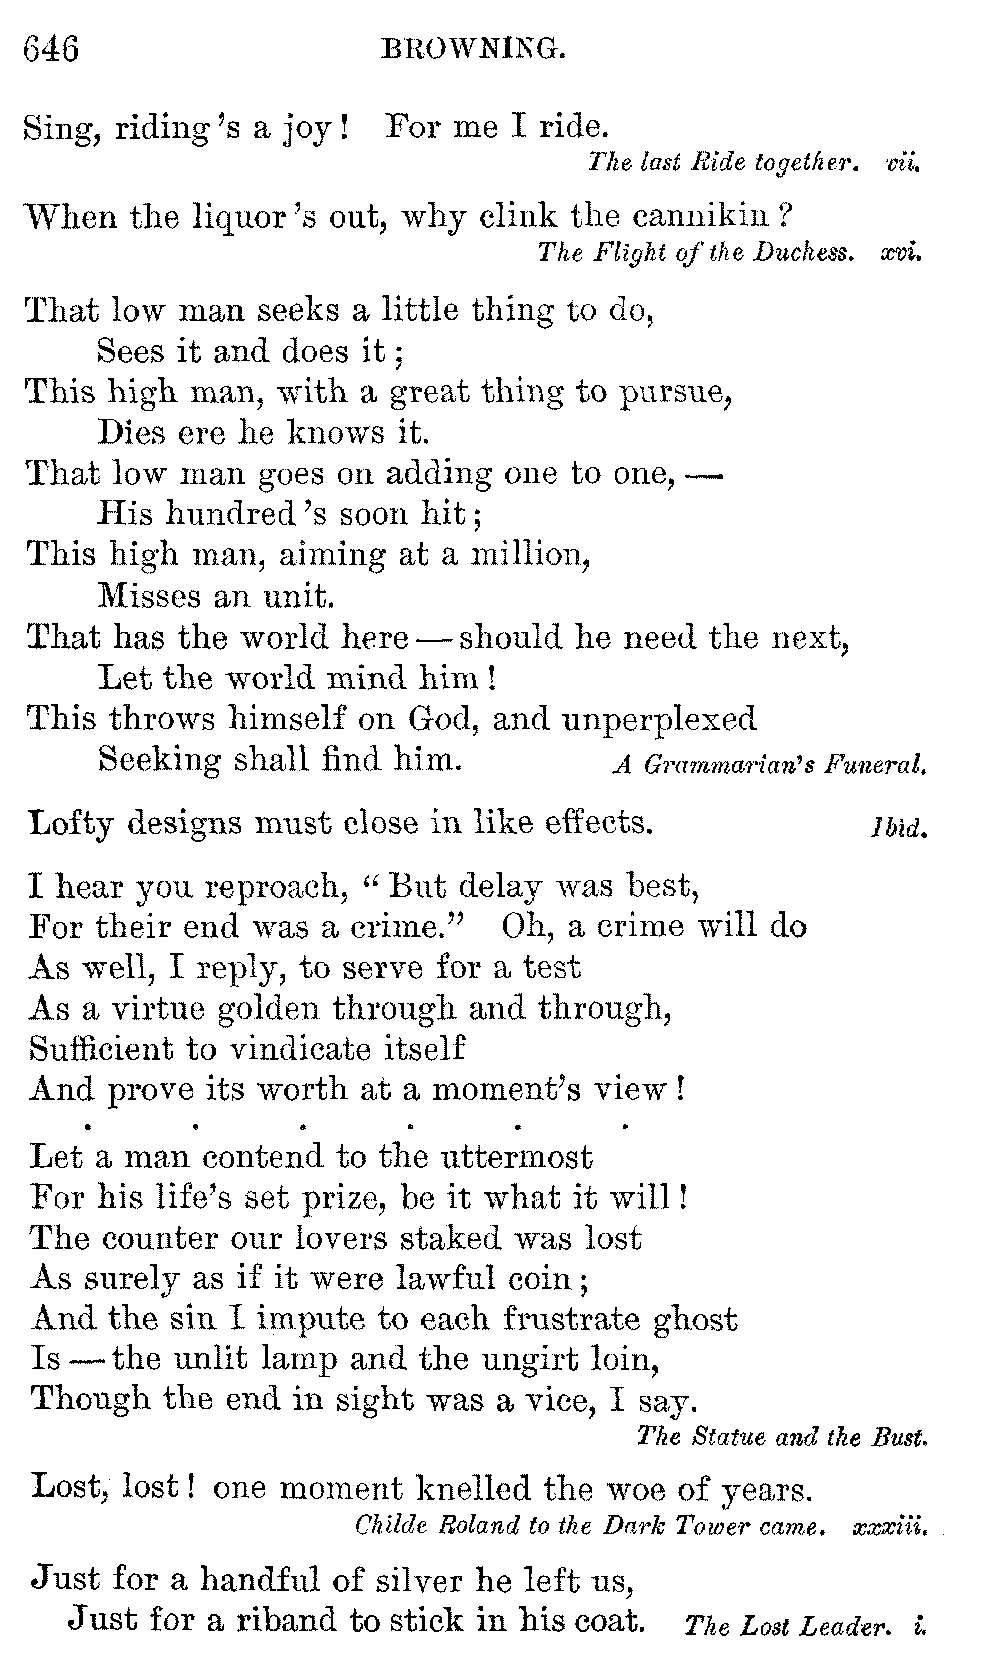 646 BROWNING.
Sing, riding 's a joy! For me I ride.
The last Ride together. vii.
When the liquor 's out, why clink the cannikin?
The Flight of the Duchess. xvi.
That low man seeks a little thing to do,
Sees it and does it;
This high man, with a great thing to pursue,
Dies ere he knows it.
That low man goes on adding one to one, —
His hundred 's soon hit;
This high man, aiming at a million,
Misses an unit.
That has the world here — should he need the next,
Let the world mind him!
This throws himself on God, and unperplexed
Seeking shall find him. A Grammarian's Funeral.
Lofty designs must close in like effects. Ibid.
I hear you reproach, "But delay was best,
For their end was a crime." Oh, a crime will do
As well, I reply, to serve for a test
As a virtue golden through and through,
Sufficient to vindicate itself
And prove its worth at a moment's view!
. . . . . .
Let a man contend to the uttermost
For his life's set prize, be it what it will!
The counter our lovers staked was lost
As surely as if it were lawful coin;
And the sin I impute to each frustrate ghost
Is — the unlit lamp and the ungirt loin,
Though the end in sight was a vice, I say.
The Statue and the Bust.
Lost, lost! one moment knelled the woe of years.
Childe Roland to the Dark Tower came. xxxiii.
Just for a handful of silver he left us,
Just for a riband to stick in his coat. The Lost Leader. i.